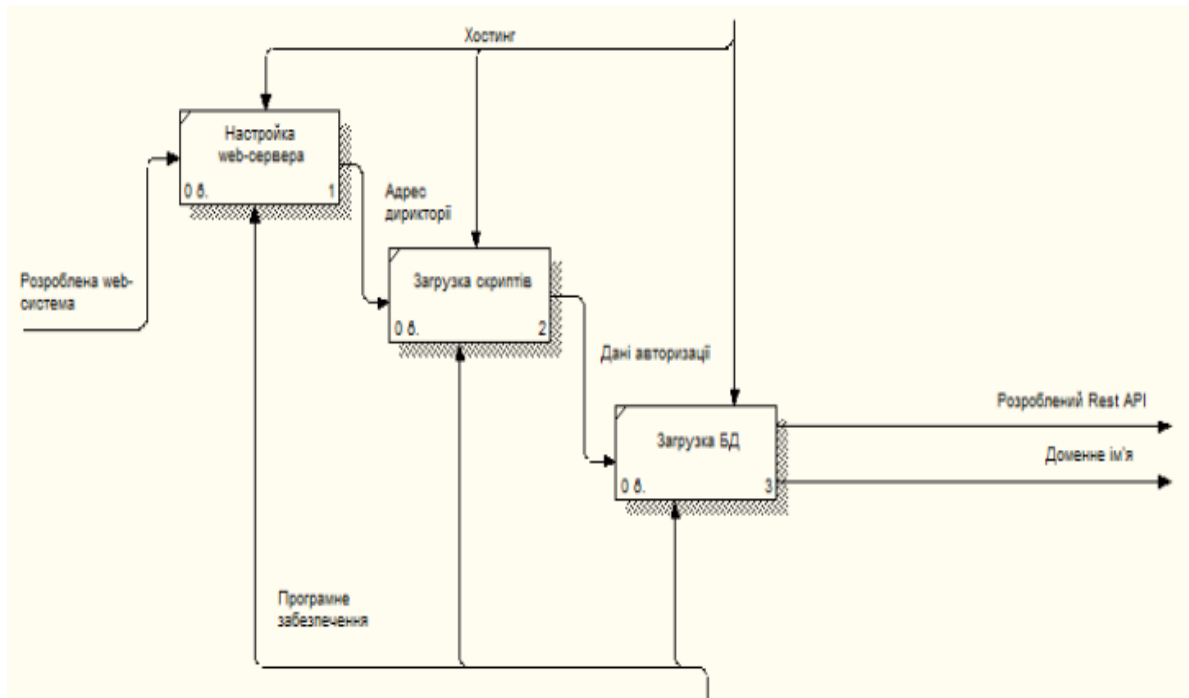 Хостинг
Настройка
web-сервера
0 б.
1
Адрес
дирикторії
Розроблена web-
система
Загрузка скриптів
0 б.
2
Дані авторизації
Розроблений Rest API
Загрузка БД
Доменне ім'я
0 б.
3
Програмне
забезпечення